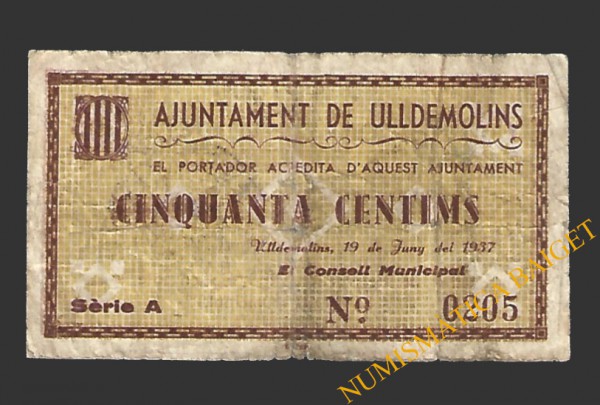 AJUNTAMENT DE ULLDEMOLINS
EL PORTADOR ACREDITA D'AQUEST AJUNTAMENT
CINQUANTA CENTIMS
Ulldemolins, 19 de Juny del 1937
El Consell Municipal
Sèrie A Nº 0205
NUMISMATICA RAIGET